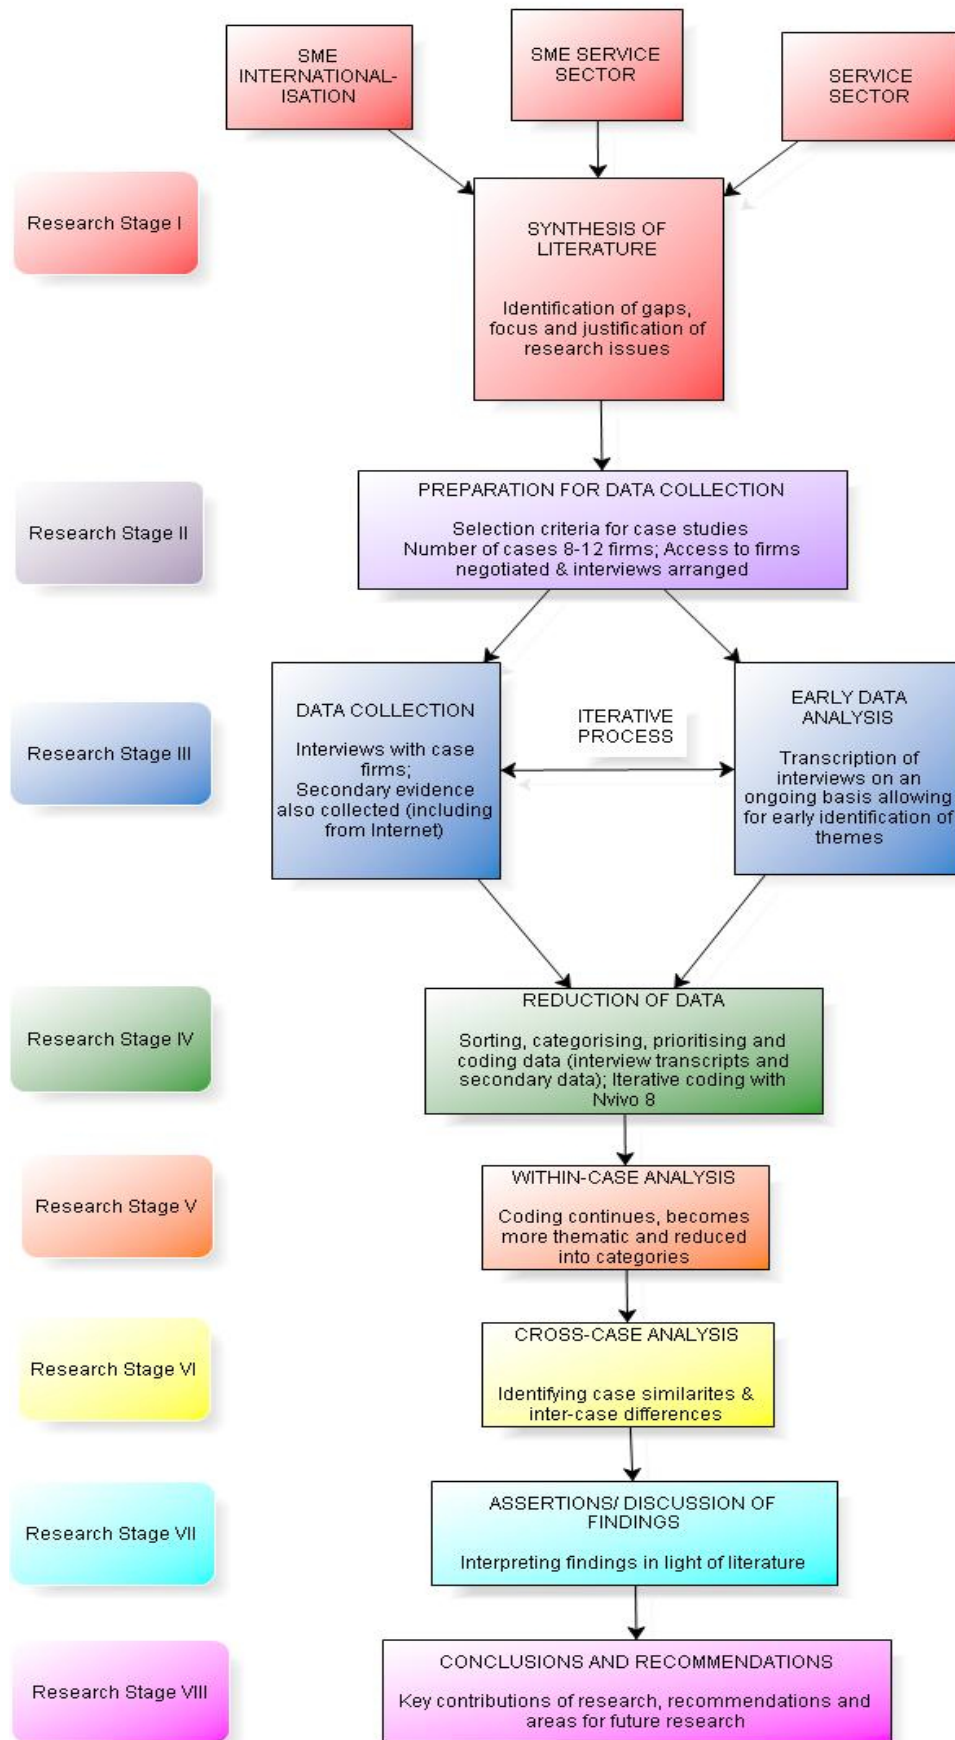 SME
INTERNATIONAL-
ISATION
SME SERVICE
SECTOR
SERVICE
SECTOR
Research Stage I
SYNTHESIS OF
LITERATURE
Identification of gaps,
focus and justification of
research issues
Research Stage II
PREPARATION FOR DATA COLLECTION
Selection criteria for case studies
Number of cases 8-12 firms; Access to firms
negotiated & interviews arranged
Research Stage III
DATA COLLECTION
Interviews with case
firms;
Secondary evidence
also collected (including
from Internet)
ITERATIVE
PROCESS
EARLY DATA
ANALYSIS
Transcription of
interviews on an
ongoing basis allowing
for early identification of
themes
Research Stage IV
REDUCTION OF DATA
Sorting, categorising, prioritising and
coding data (interview transcripts and
secondary data); Iterative coding with
Nvivo 8
Research Stage V
WITHIN-CASE ANALYSIS
Coding continues, becomes
more thematic and reduced
into categories
Research Stage VI
CROSS-CASE ANALYSIS
Identifying case similarites &
inter-case differences
Research Stage VII
ASSERTIONS/ DISCUSSION OF
FINDINGS
Interpreting findings in light of literature
Research Stage VIII
CONCLUSIONS AND RECOMMENDATIONS
Key contributions of research, recommendations and
areas for future research